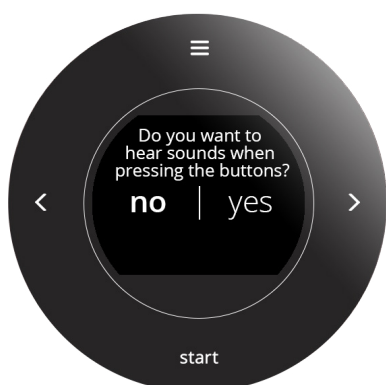 Do you want to
hear sounds when
pressing the buttons?
no | yes
start